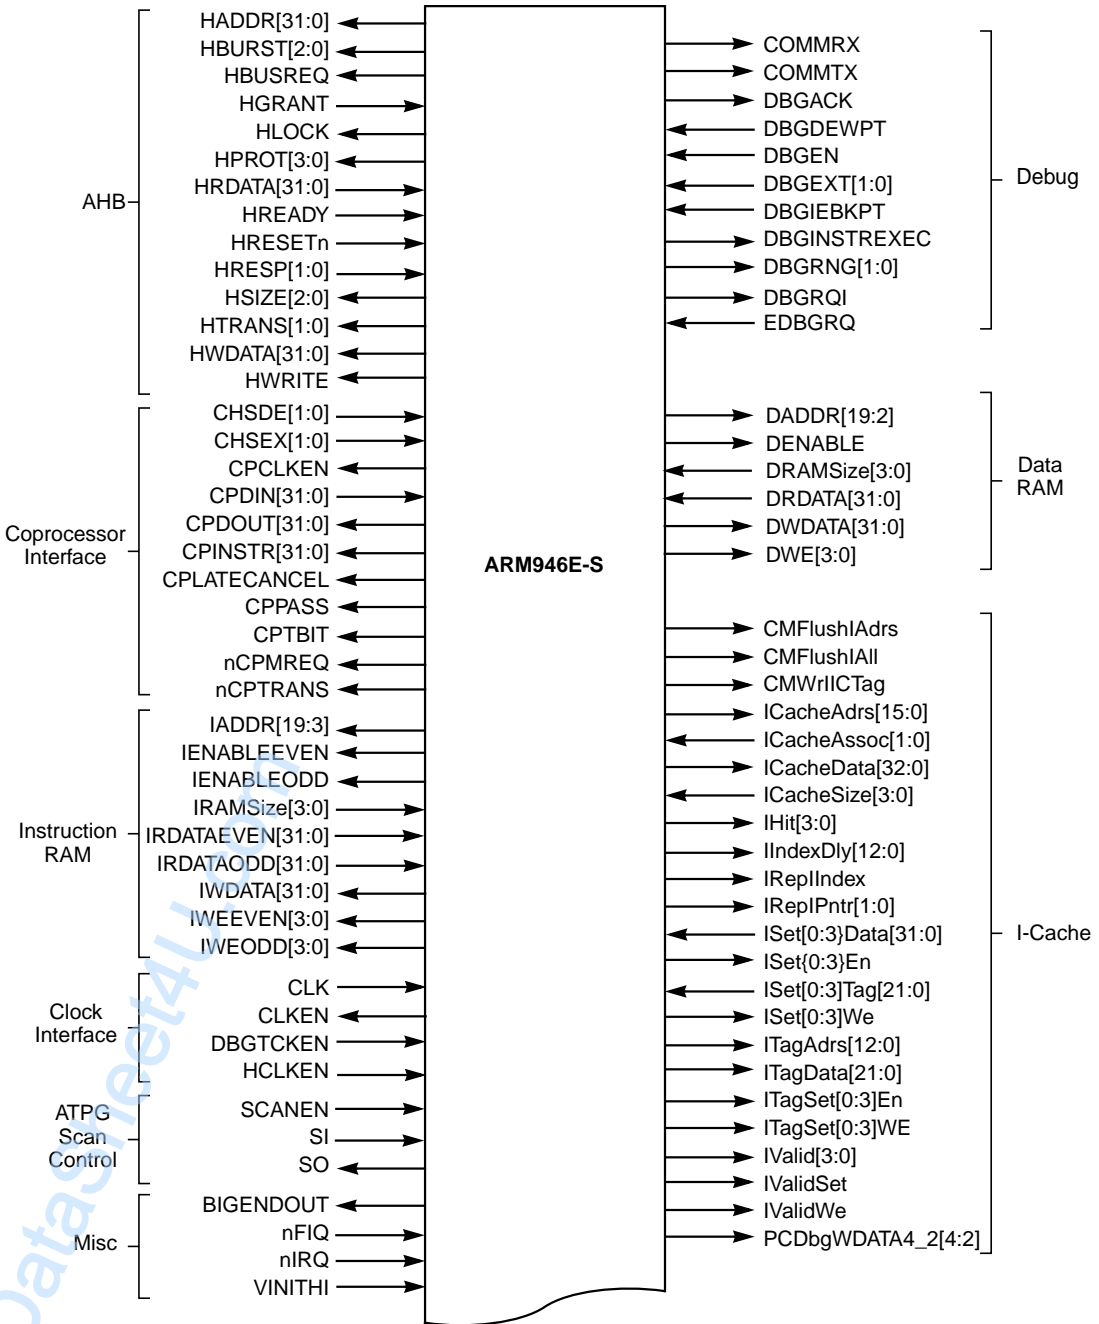 AHB
HADDR[31:0]
HBURST[2:0]
HBUSREQ
HGRANT
HLOCK
HPROT[3:0]
HRDATA[31:0]
HREADY
HRESETn
HRESP[1:0]
HSIZE[2:0]
HTRANS[1:0]
HWDATA[31:0]
HWRITE
Coprocessor
Interface
CHSDE[1:0]
CHSEX[1:0]
CPCLKEN
CPDIN[31:0]
CPDOUT[31:0]
CPINSTR[31:0]
CPLATECANCEL
CPPASS
CPTBIT
nCPMREQ
nCPTRANS
Instruction
RAM
IADDR[19:3]
IENABLEEVEN
IENABLEODD
IRAMSize[3:0]
IRDATAEVEN[31:0]
IRDATAODD[31:0]
IWDATA[31:0]
IWEEVEN[3:0]
IWEODD[3:0]
Clock
Interface
CLK
CLKEN
DBGTCKEN
HCLKEN
ATPG
Scan
Control
SCANEN
SI
SO
Misc
BIGENDOUT
nFIQ
nIRQ
VINITHI
ARM946E-S
COMMRX
COMMTX
DBGACK
DBGDEWPT
DBGEN
DBGEXT[1:0]
DBGIEBKPT
DBGINSTREXEC
DBGRNG[1:0]
DBGRQI
EDBGRQ
Debug
DADDR[19:2]
DENABLE
DRAMSize[3:0]
DRDATA[31:0]
DWDATA[31:0]
DWE[3:0]
Data
RAM
CMFlushIAdrs
CMFlushIAll
CMWrIICTag
ICacheAdrs[15:0]
ICacheAssoc[1:0]
ICacheData[32:0]
ICacheSize[3:0]
IHit[3:0]
IIndexDly[12:0]
IRepIIndex
IRepIPntr[1:0]
ISet[0:3}Data[31:0]
ISet{0:3}En
ISet[0:3]Tag[21:0]
ISet[0:3]We
ITagAdrs[12:0]
ITagData[21:0]
ITagSet[0:3]En
ITagSet[0:3]WE
IValid[3:0]
IValidSet
IValidWe
PCDbgWDATA4_2[4:2]
I-Cache
DataSheet4U.com